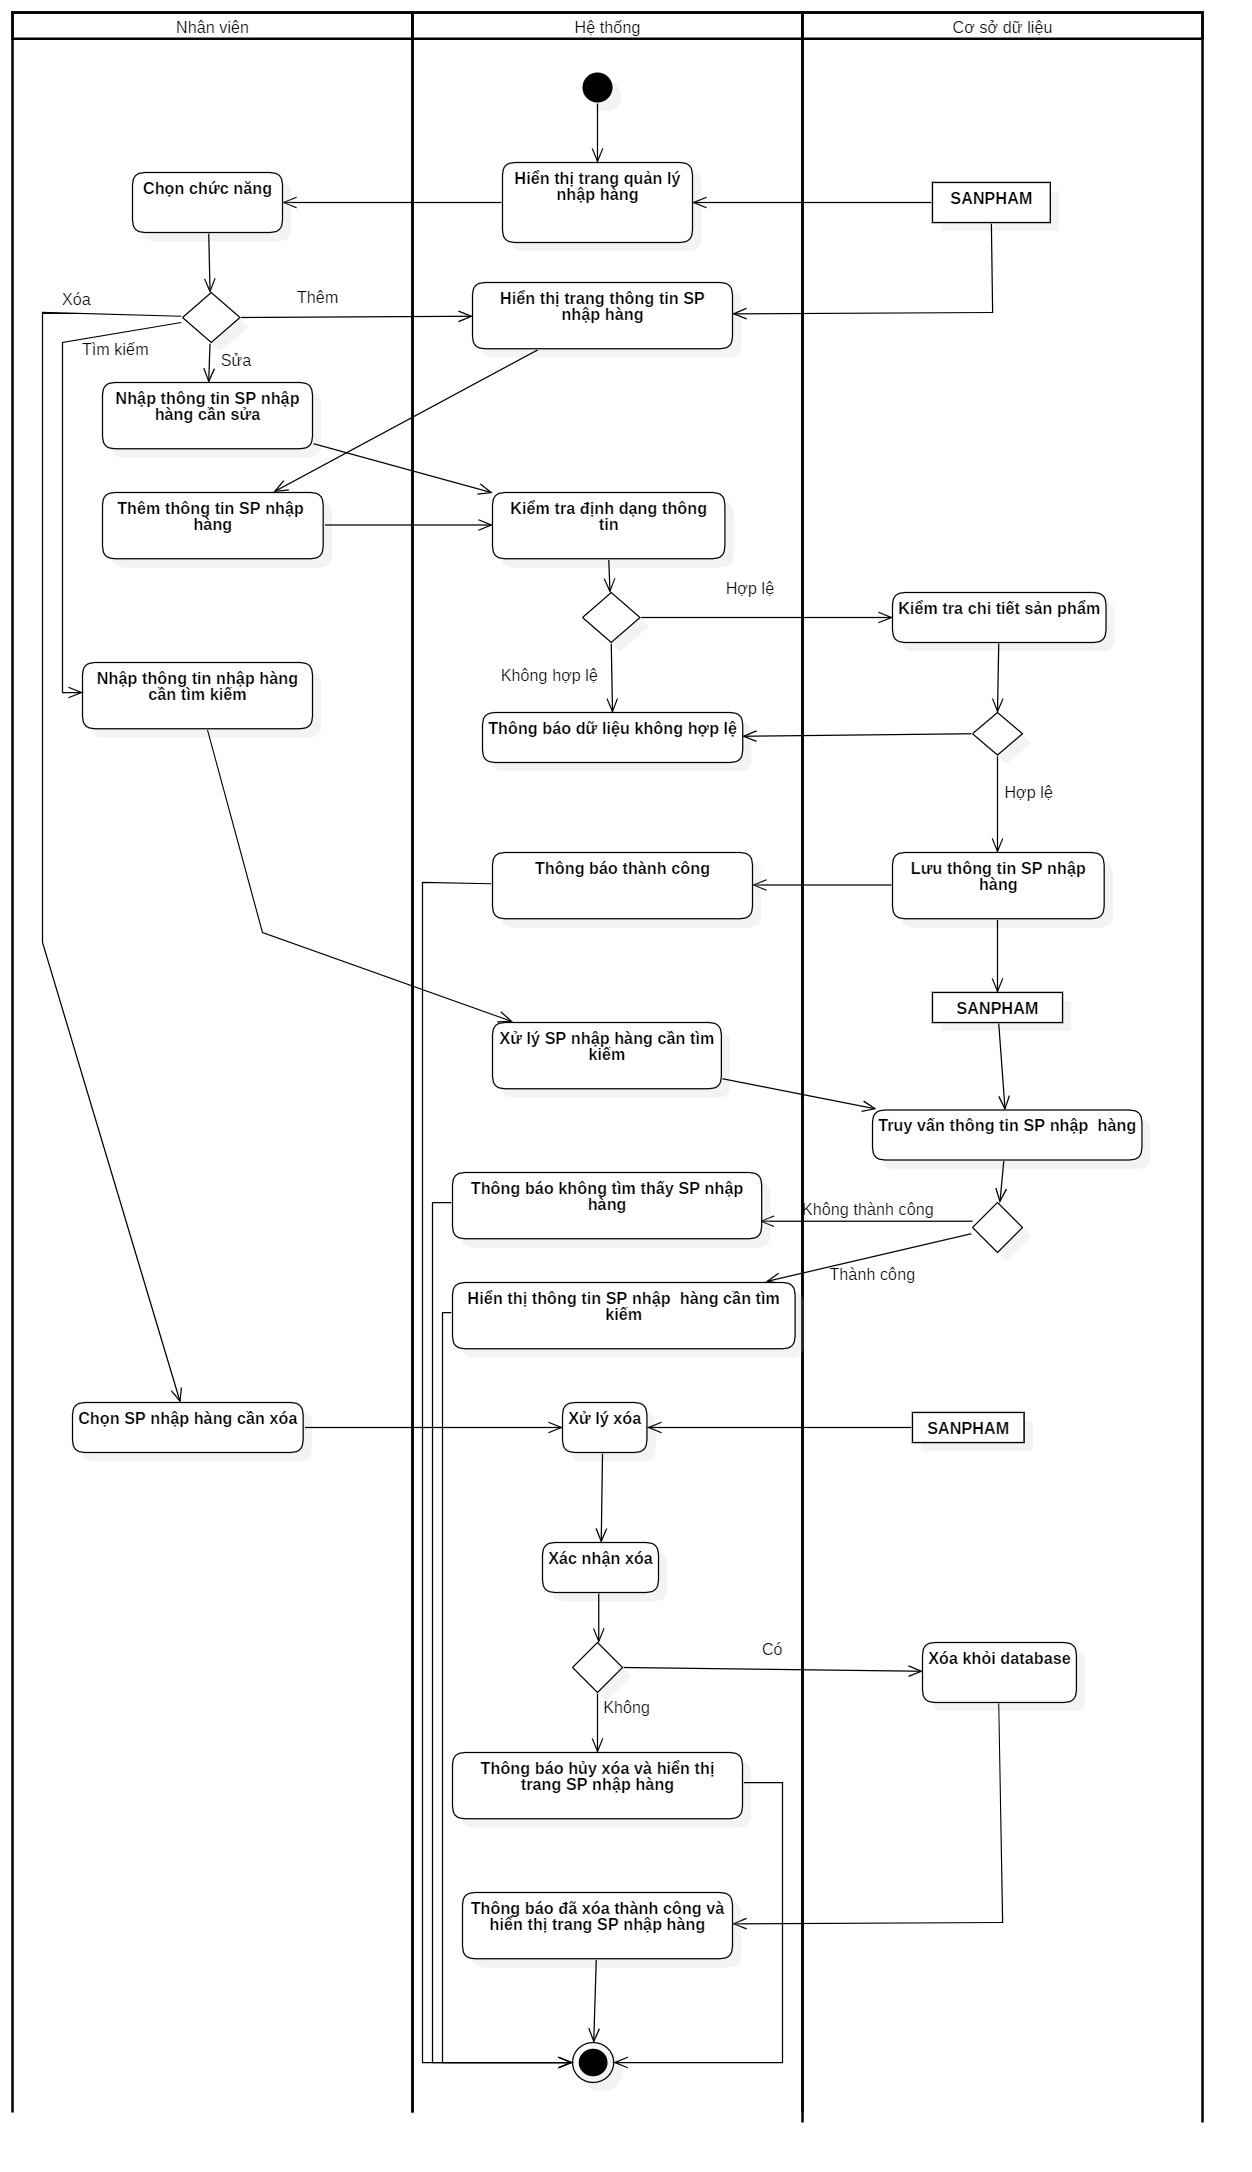 Nhân viên
Hệ thống
Cơ sở dữ liệu
Chọn chức năng
Hiển thị trang quản lý
nhập hàng
SANPHAM
Xóa
Thêm
Hiển thị trang thông tin SP
nhập hàng
Tìm kiếm
Sửa
Nhập thông tin SP nhập
hàng cần sửa
Thêm thông tin SP nhập
hàng
Kiểm tra định dạng thông
tin
Hợp lệ
Kiểm tra chi tiết sản phẩm
Không hợp lệ
Nhập thông tin nhập hàng
cần tìm kiếm
Thông báo dữ liệu không hợp lệ
Hợp lệ
Thông báo thành công
Lưu thông tin SP nhập
hàng
SANPHAM
Xử lý SP nhập hàng cần tìm
kiếm
Truy vấn thông tin SP nhập  hàng
Thông báo không tìm thấy SP nhập
hàng
Không thành công
Thành công
Hiển thị thông tin SP nhập  hàng cần tìm
kiếm
Chọn SP nhập hàng cần xóa
Xử lý xóa
SANPHAM
Xác nhận xóa
Có
Xóa khỏi database
Không
Thông báo hủy xóa và hiển thị
trang SP nhập hàng
Thông báo đã xóa thành công và
hiển thị trang SP nhập hàng